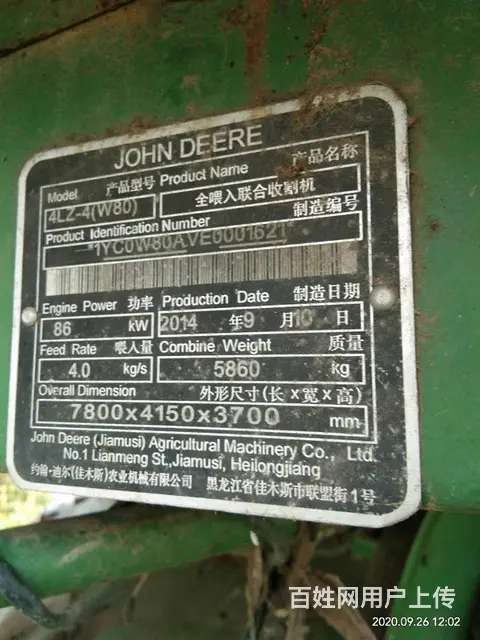 JOHN DEERE
Model 产品型号 Product Name 产品名称
4LZ-4(W80) 全喂入联合收割机
Product Identification Number 制造编号
*1YC0W80AVE0001621*
Engine Power 功率 Production Date 制造日期
86 kW 2014 年 9 月 10 日
Feed Rate 喂入量 Combine Weight 质量
4.0 kg/s 5860 kg
Overall Dimension 外形尺寸(长×宽×高)
7800×4150×3700 mm
John Deere (Jiamusi) Agricultural Machinery Co., Ltd.
No.1 Lianmeng St.,Jiamusi, Heilongjiang
约翰·迪尔(佳木斯)农业机械有限公司 黑龙江省佳木斯市联盟街1号
百姓网用户上传
2020.09.26 12:02